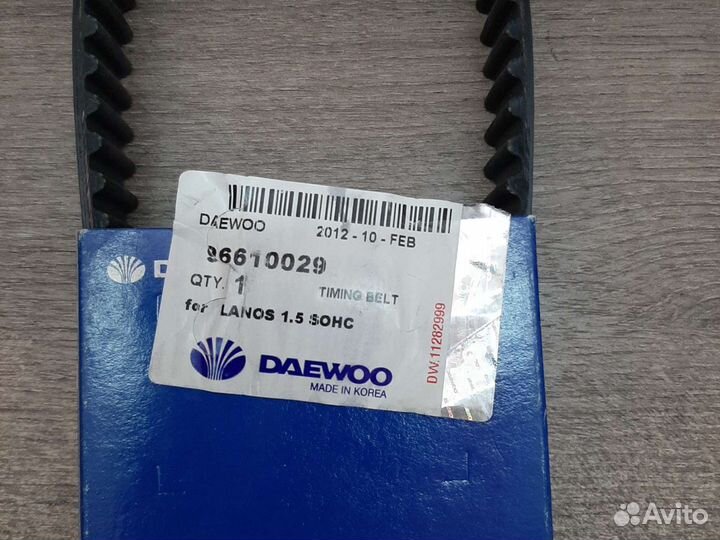 DAEWOO
2012 - 10 - FEB
96610029
QTY. 1 TIMING BELT
for LANOS 1.5 SOHC
DAEWOO
MADE IN KOREA
DW.11282999
D
Avito